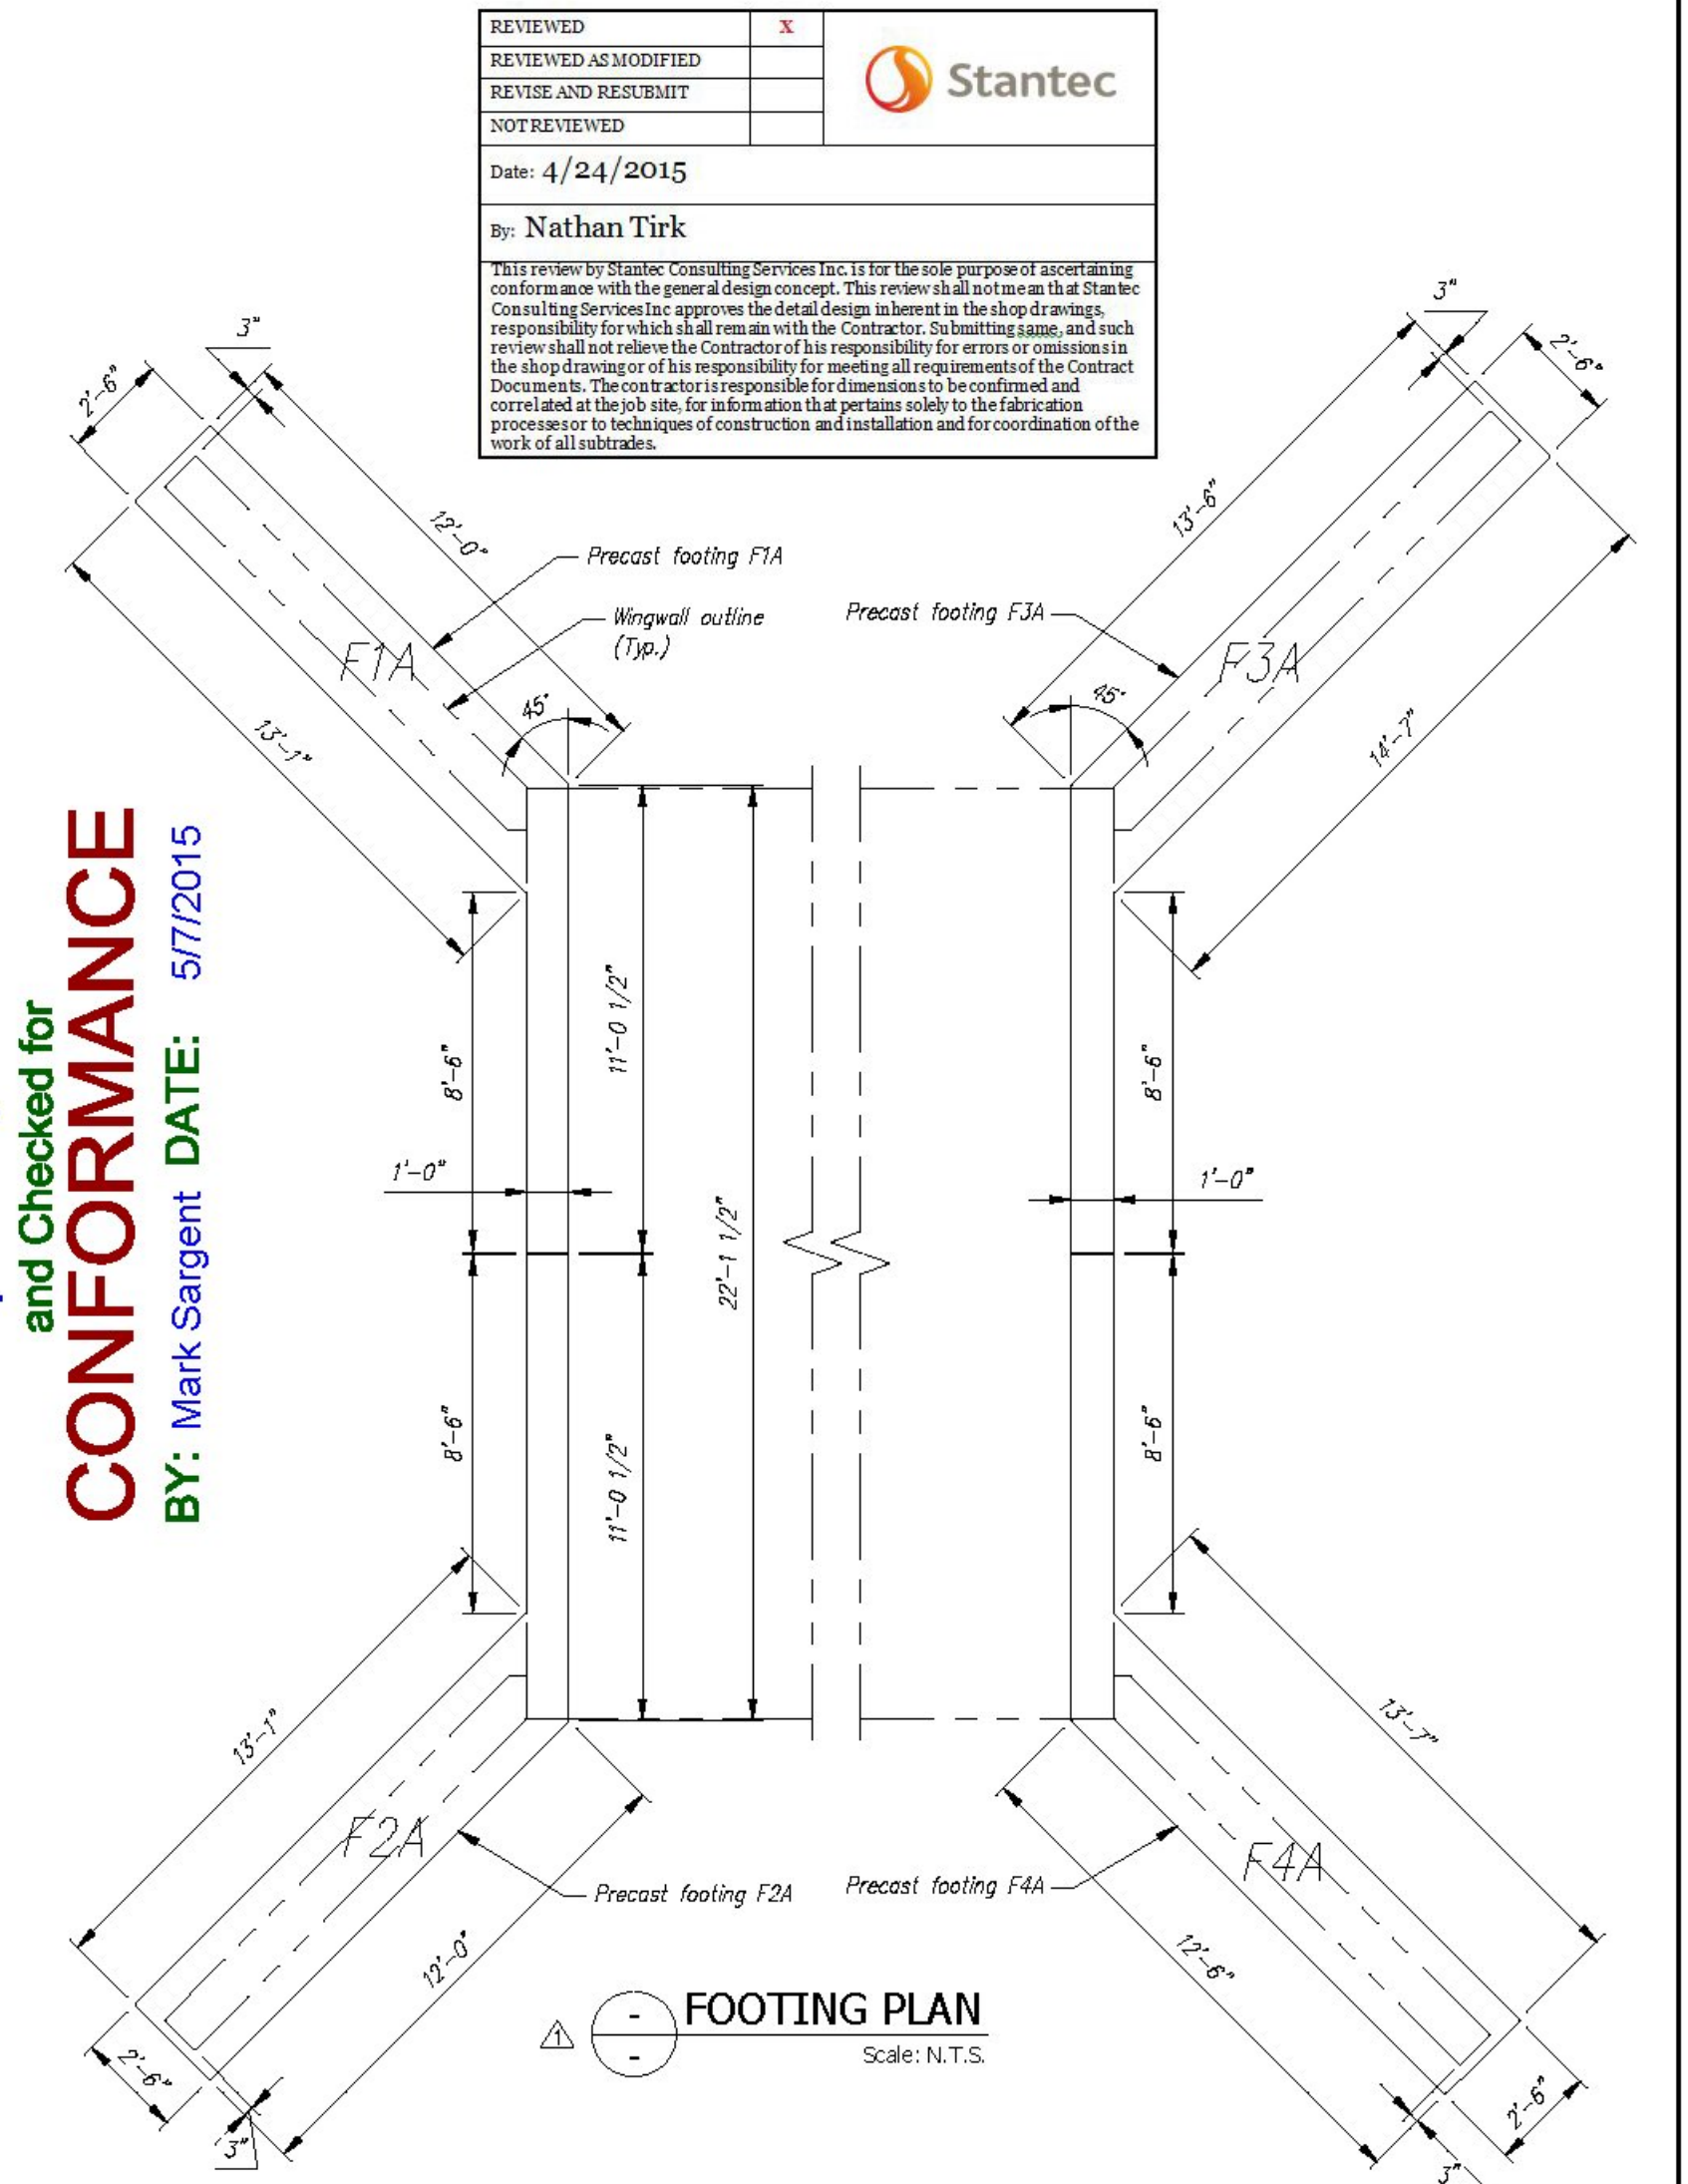 REVIEWED X
REVIEWED AS MODIFIED
REVISE AND RESUBMIT
NOT REVIEWED
Stantec
Date: 4/24/2015
By: Nathan Tirk
This review by Stantec Consulting Services Inc. is for the sole purpose of ascertaining
conformance with the general design concept. This review shall not mean that Stantec
Consulting Services Inc approves the detail design inherent in the shop drawings,
responsibility for which shall remain with the Contractor. Submitting same, and such
review shall not relieve the Contractor of his responsibility for errors or omissions in
the shop drawing or of his responsibility for meeting all requirements of the Contract
Documents. The contractor is responsible for dimensions to be confirmed and
correlated at the job site, for information that pertains solely to the fabrication
processes or to techniques of construction and installation and for coordination of the
work of all subtrades.
3"
2'-6"
12'-0"
Precast footing F1A
Wingwall outline
(Typ.)
F1A
45°
13'-1"
3"
2'-6"
13'-6"
Precast footing F3A
F3A
45°
14'-7"
and Checked for
CONFORMANCE
BY: Mark Sargent DATE: 5/7/2015
8'-6"
11'-0 1/2"
1'-0"
22'-1 1/2"
8'-6"
11'-0 1/2"
8'-6"
1'-0"
8'-6"
13'-1"
F2A
Precast footing F2A
12'-0"
2'-6"
3"
13'-7"
F4A
Precast footing F4A
12'-6"
2'-6"
3"
1
-
-
FOOTING PLAN
Scale: N.T.S.